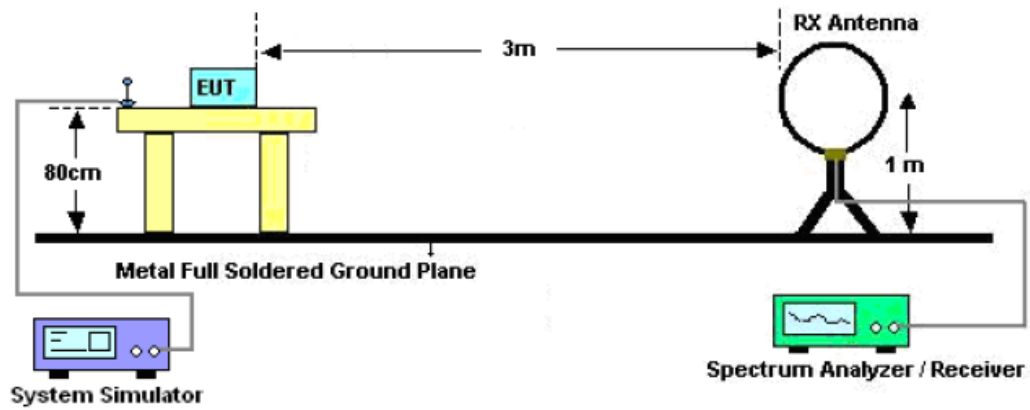 RX Antenna
3m
EUT
80cm
1 m
Metal Full Soldered Ground Plane
System Simulator
Spectrum Analyzer / Receiver